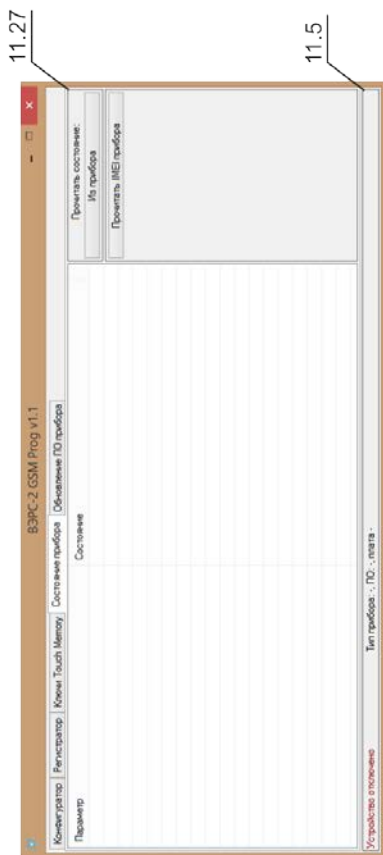 11.27
11.5
ВЭРС-2 GSM Prog v1.1
Конфигуратор Регистратор Ключи Touch Memory Состояние прибора Обновление ПО прибора
Параметр Состояние
Прочитать состояние:
Из прибора
Прочитать IMEI прибора
Устройство отключено Тип прибора: -, ПО: -, плата -